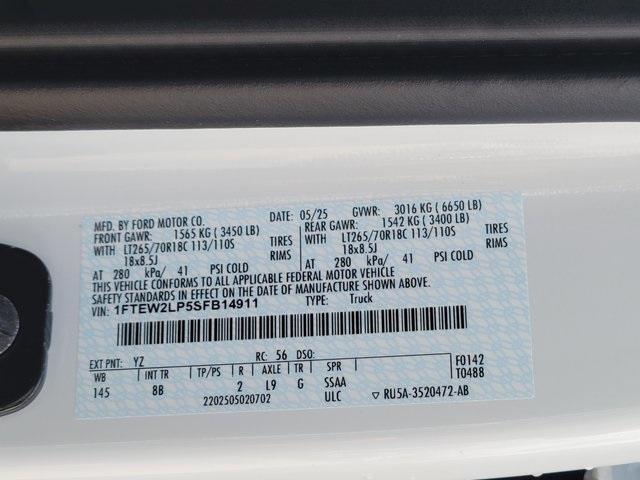 MFD. BY FORD MOTOR CO. 05/25 GVWR: 3016 KG ( 6650 LB)
FRONT GAWR: 1565 KG ( 3450 LB) REAR GAWR: 1542 KG ( 3400 LB)
WITH LT265/70R18C 113/110S TIRES WITH LT265/70R18C 113/110S TIRES
18x8.5J RIMS 18x8.5J RIMS
AT 280 kPa/ 41 PSI COLD AT 280 kPa/ 41 PSI COLD
THIS VEHICLE CONFORMS TO ALL APPLICABLE FEDERAL MOTOR VEHICLE
SAFETY STANDARDS IN EFFECT ON THE DATE OF MANUFACTURE SHOWN ABOVE.
VIN: 1FTEW2LP5SFB14911 TYPE: Truck
EXT PNT: YZ RC: 56 DSO: F0142
WB INT TR TP/PS R AXLE TR SPR T0488
145 8B 2 L9 G SSAA
2202505020702 ULC ▽ RU5A-3520472-AB